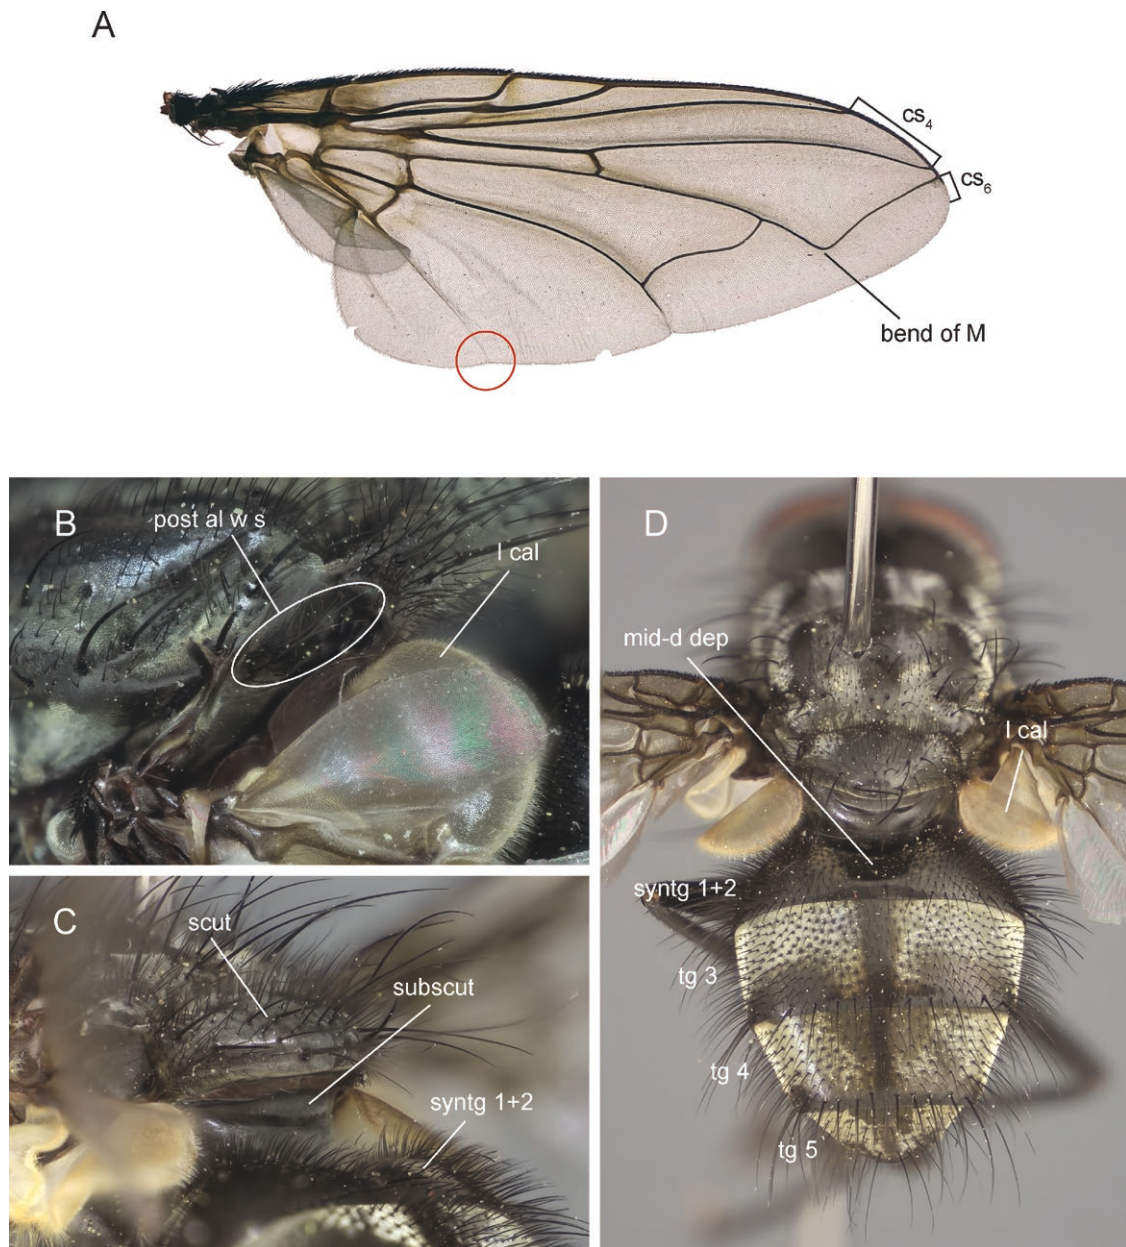 A
cs4
cs6
bend of M
B
post al w s
l cal
C
scut
subscut
syntg 1+2
D
mid-d dep
l cal
syntg 1+2
tg 3
tg 4
tg 5